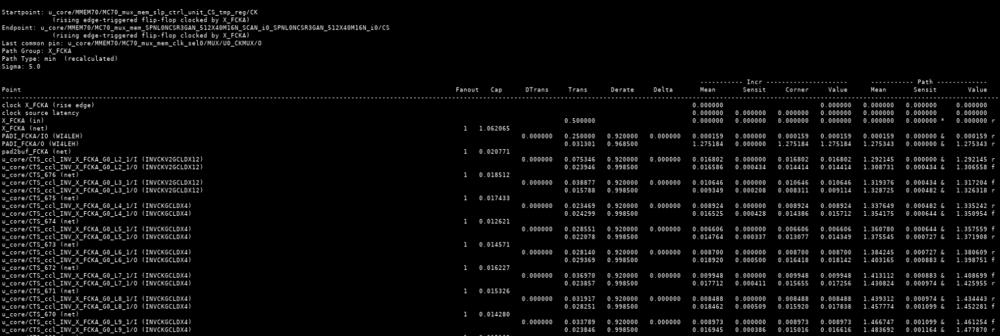 Startpoint: u_core/MMEM70/MC70_mux_mem_slp_ctrl_unit_CS_tmp_reg/CK
(rising edge-triggered flip-flop clocked by X_FCKA)
Endpoint: u_core/MMEM70/MC70_mux_mem_SPNL0NCSR3GAN_512X40M16N_SCAN_i0_SPNL0NCSR3GAN_512X40M16N_i0/CS
(rising edge-triggered flip-flop clocked by X_FCKA)
Last common pin: u_core/MMEM70/MC70_mux_mem_clk_sel0/MUX/U0_CKMUX/O
Path Group: X_FCKA
Path Type: min (recalculated)
Sigma: 5.0
----------- Incr --------------------- ----------- Path -------------
Point Fanout Cap DTrans Trans Derate Delta Mean Sensit Corner Value Mean Sensit Value
clock X_FCKA (rise edge) 0.000000 0.000000 0.000000 0.000000 0.000000
clock source latency 0.000000 0.000000 0.000000 0.000000 0.000000 0.000000 0.000000
X_FCKA (in) 0.500000 0.000000 0.000000 0.000000 0.000000 0.000000 0.000000 * 0.000000 r
X_FCKA (net) 1 1.062065
PADI_FCKA/IO (WI4LEH) 0.000000 0.250000 0.920000 0.000000 0.000159 0.000000 0.000159 0.000159 0.000159 0.000000 & 0.000159 r
PADI_FCKA/O (WI4LEH) 0.031301 0.968500 1.275184 0.000000 1.275184 1.275184 1.275343 0.000000 & 1.275343 r
pad2buf_FCKA (net) 1 0.020771
u_core/CTS_ccl_INV_X_FCKA_G0_L2_1/I (INVCKV2GCLDX12) 0.000000 0.075346 0.920000 0.000000 0.016802 0.000000 0.016802 0.016802 1.292145 0.000000 & 1.292145 r
u_core/CTS_ccl_INV_X_FCKA_G0_L2_1/O (INVCKV2GCLDX12) 0.023946 0.998500 0.016586 0.000434 0.014414 0.014414 1.308731 0.000434 & 1.306558 f
u_core/CTS_676 (net) 1 0.018512
u_core/CTS_ccl_INV_X_FCKA_G0_L3_1/I (INVCKV2GCLDX12) 0.000000 0.038877 0.920000 0.000000 0.010646 0.000000 0.010646 0.010646 1.319376 0.000434 & 1.317204 f
u_core/CTS_ccl_INV_X_FCKA_G0_L3_1/O (INVCKV2GCLDX12) 0.015788 0.998500 0.009349 0.000208 0.008311 0.009114 1.328725 0.000482 & 1.326318 r
u_core/CTS_675 (net) 1 0.017433
u_core/CTS_ccl_INV_X_FCKA_G0_L4_1/I (INVCKGCLDX4) 0.000000 0.023469 0.920000 0.000000 0.008924 0.000000 0.008924 0.008924 1.337649 0.000482 & 1.335242 r
u_core/CTS_ccl_INV_X_FCKA_G0_L4_1/O (INVCKGCLDX4) 0.024299 0.998500 0.016525 0.000428 0.014386 0.015712 1.354175 0.000644 & 1.350954 f
u_core/CTS_674 (net) 1 0.012621
u_core/CTS_ccl_INV_X_FCKA_G0_L5_1/I (INVCKGCLDX4) 0.000000 0.028551 0.920000 0.000000 0.006606 0.000000 0.006606 0.006606 1.360780 0.000644 & 1.357559 f
u_core/CTS_ccl_INV_X_FCKA_G0_L5_1/O (INVCKGCLDX4) 0.022078 0.998500 0.014764 0.000337 0.013077 0.014349 1.375545 0.000727 & 1.371908 r
u_core/CTS_673 (net) 1 0.014571
u_core/CTS_ccl_INV_X_FCKA_G0_L6_1/I (INVCKGCLDX4) 0.000000 0.028140 0.920000 0.000000 0.008700 0.000000 0.008700 0.008700 1.384245 0.000727 & 1.380609 r
u_core/CTS_ccl_INV_X_FCKA_G0_L6_1/O (INVCKGCLDX4) 0.029369 0.998500 0.018920 0.000500 0.016418 0.018142 1.403165 0.000883 & 1.398751 f
u_core/CTS_672 (net) 1 0.016227
u_core/CTS_ccl_INV_X_FCKA_G0_L7_1/I (INVCKGCLDX4) 0.000000 0.036970 0.920000 0.000000 0.009948 0.000000 0.009948 0.009948 1.413112 0.000883 & 1.408699 f
u_core/CTS_ccl_INV_X_FCKA_G0_L7_1/O (INVCKGCLDX4) 0.023857 0.998500 0.017712 0.000411 0.015655 0.017256 1.430824 0.000974 & 1.425955 r
u_core/CTS_671 (net) 1 0.015326
u_core/CTS_ccl_INV_X_FCKA_G0_L8_1/I (INVCKGCLDX4) 0.000000 0.031917 0.920000 0.000000 0.008488 0.000000 0.008488 0.008488 1.439312 0.000974 & 1.434443 r
u_core/CTS_ccl_INV_X_FCKA_G0_L8_1/O (INVCKGCLDX4) 0.028251 0.998500 0.018462 0.000509 0.015920 0.017838 1.457774 0.001099 & 1.452281 f
u_core/CTS_670 (net) 1 0.014280
u_core/CTS_ccl_INV_X_FCKA_G0_L9_1/I (INVCKGCLDX4) 0.000000 0.033789 0.920000 0.000000 0.008973 0.000000 0.008973 0.008973 1.466747 0.001099 & 1.461254 f
u_core/CTS_ccl_INV_X_FCKA_G0_L9_1/O (INVCKGCLDX4) 0.023846 0.998500 0.016945 0.000386 0.015016 0.016616 1.483692 0.001164 & 1.477870 r